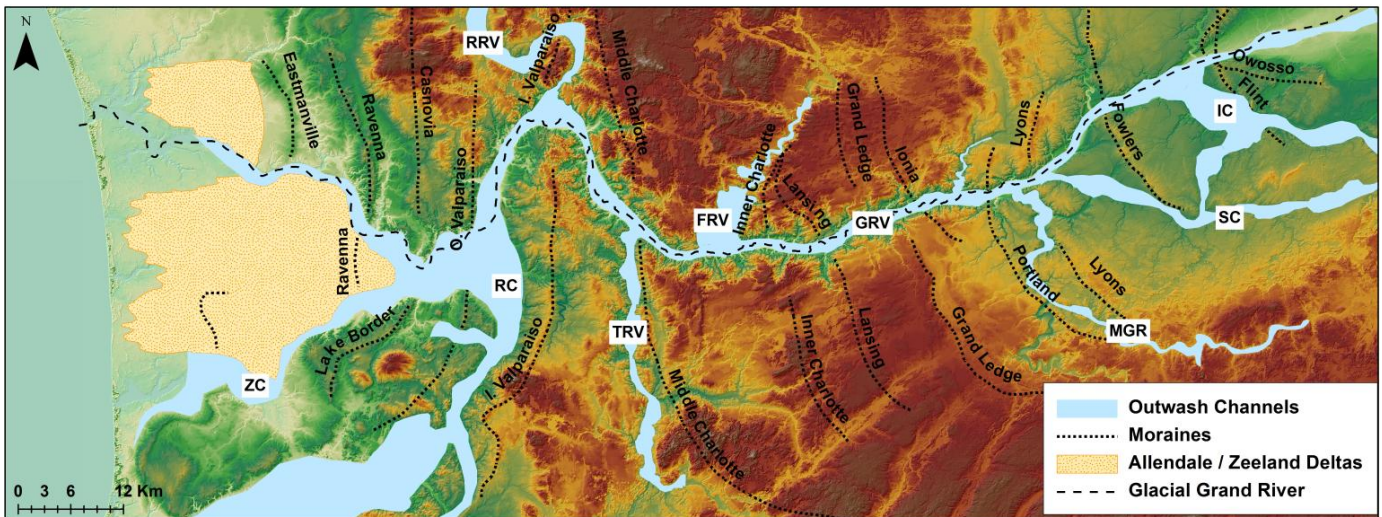 N
RRV
I. Valparaiso
Middle Charlotte
Eastmanville
Ravenna
Casnovia
O. Valparaiso
Inner Charlotte
Lansing
Grand Ledge
Ionia
Lyons
Fowlers
Owosso
Flint
IC
FRV
GRV
SC
Ravenna
RC
Lake Border
I. Valparaiso
TRV
Middle Charlotte
Inner Charlotte
Lansing
Grand Ledge
Portland
Lyons
MGR
ZC
0 3 6 12 Km
Outwash Channels
Moraines
Allendale / Zeeland Deltas
Glacial Grand River